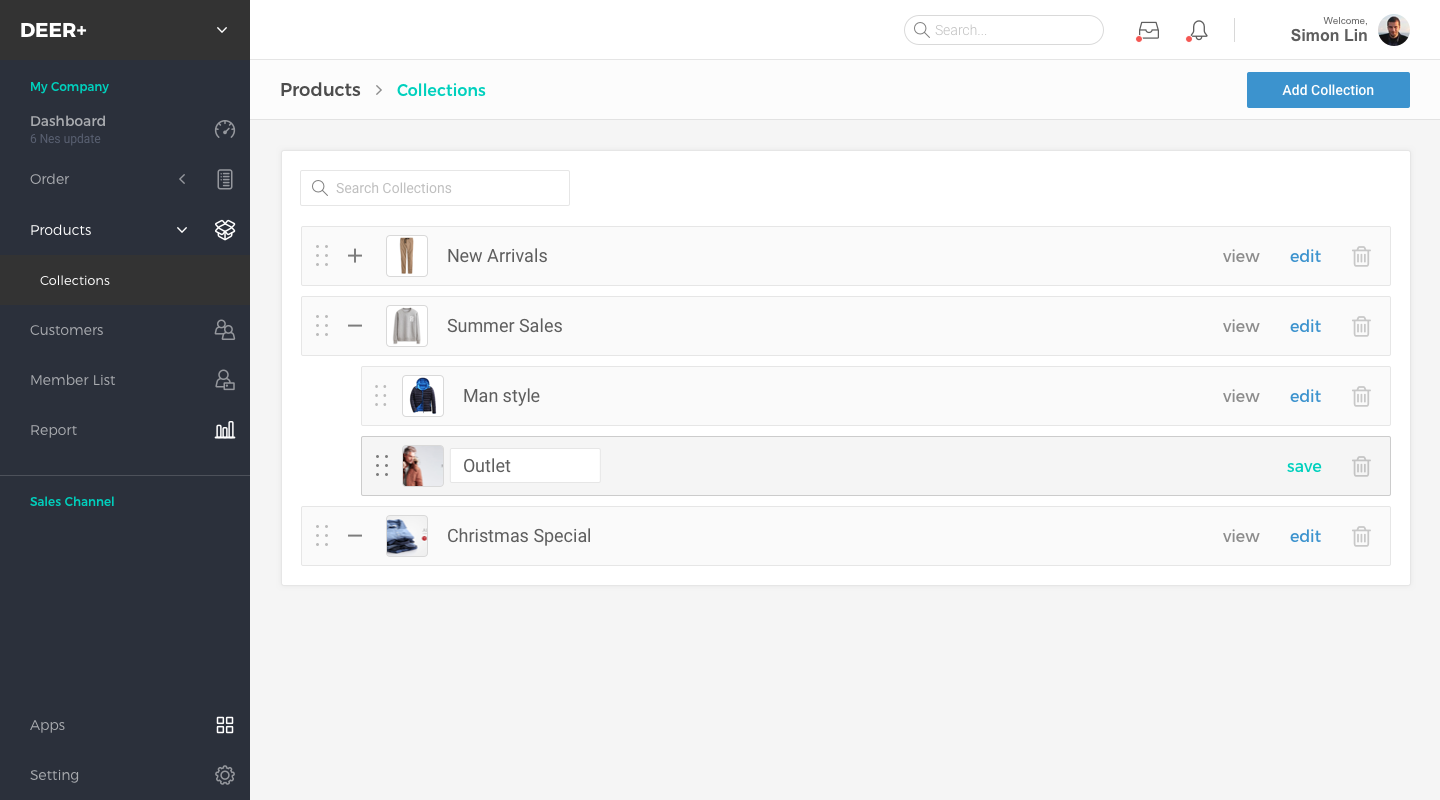 DEER+
Search...
Welcome,
Simon Lin
My Company
Dashboard
6 Nes update
Order
Products
Collections
Customers
Member List
Report
Sales Channel
Apps
Setting
Products > Collections
Add Collection
Search Collections
New Arrivals view edit
Summer Sales view edit
Man style view edit
Outlet save
Christmas Special view edit